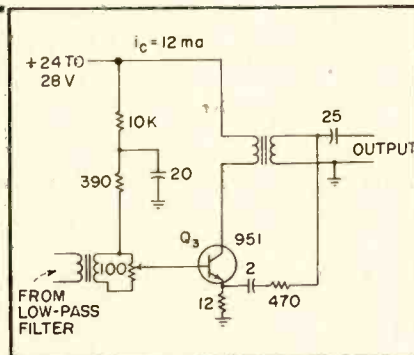 i_C = 12 ma
+24 TO
28 V
10K
390
20
25
OUTPUT
Q3
951
100
2
12
470
FROM
LOW-PASS
FILTER